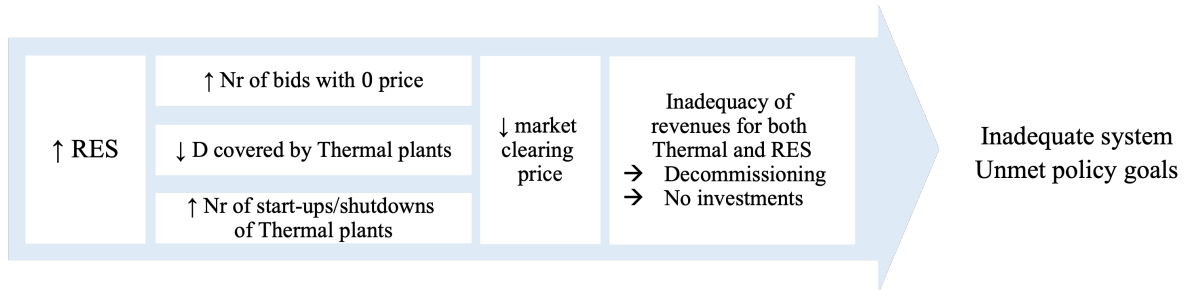 ↑ RES
↑ Nr of bids with 0 price
↓ D covered by Thermal plants
↑ Nr of start-ups/shutdowns
of Thermal plants
↓ market
clearing
price
Inadequacy of
revenues for both
Thermal and RES
→ Decommissioning
→ No investments
Inadequate system
Unmet policy goals